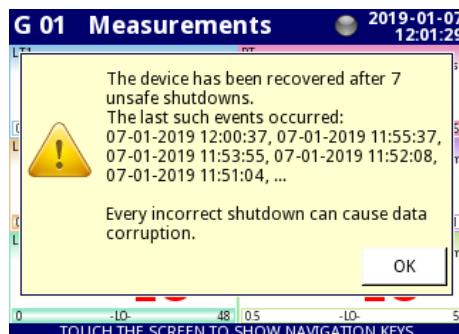 G 01 Measurements
2019-01-07
12:01:29
The device has been recovered after 7
unsafe shutdowns.
The last such events occurred:
07-01-2019 12:00:37, 07-01-2019 11:55:37,
07-01-2019 11:53:55, 07-01-2019 11:52:08,
07-01-2019 11:51:04, ...
Every incorrect shutdown can cause data
corruption.
OK
0 -LO- 48 0.5 -LO- 5
TOUCH THE SCREEN TO SHOW NAVIGATION KEYS